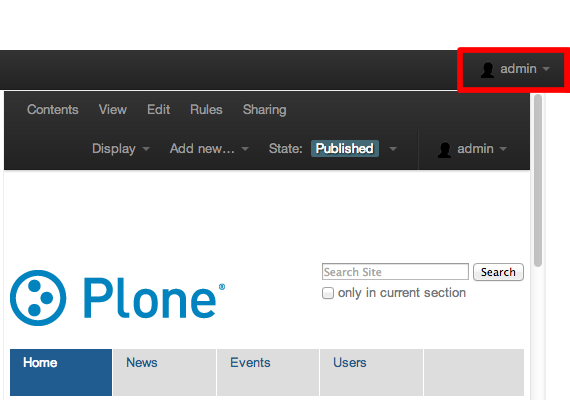 admin
Contents View Edit Rules Sharing
Display Add new... State: Published admin
Search Site Search
only in current section
Plone®
Home News Events Users